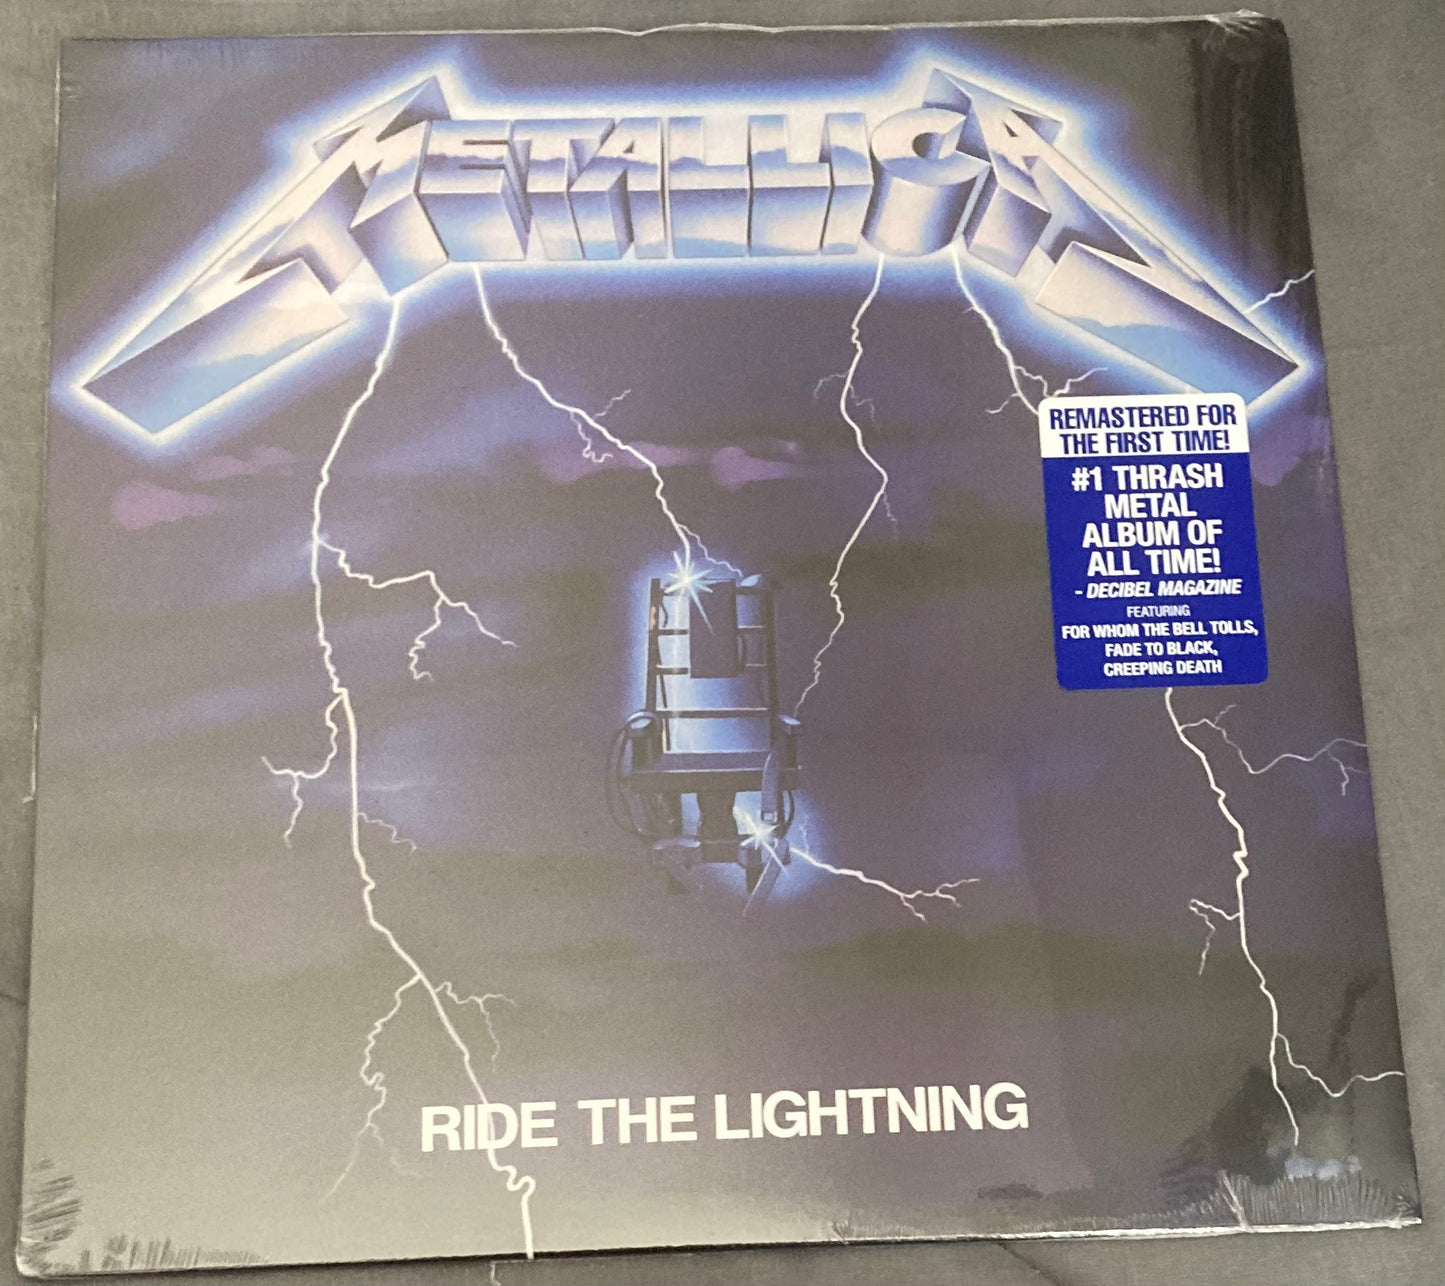 METALLICA
REMASTERED FOR
THE FIRST TIME!
#1 THRASH
METAL
ALBUM OF
ALL TIME!
- DECIBEL MAGAZINE
FEATURING
FOR WHOM THE BELL TOLLS,
FADE TO BLACK,
CREEPING DEATH
RIDE THE LIGHTNING